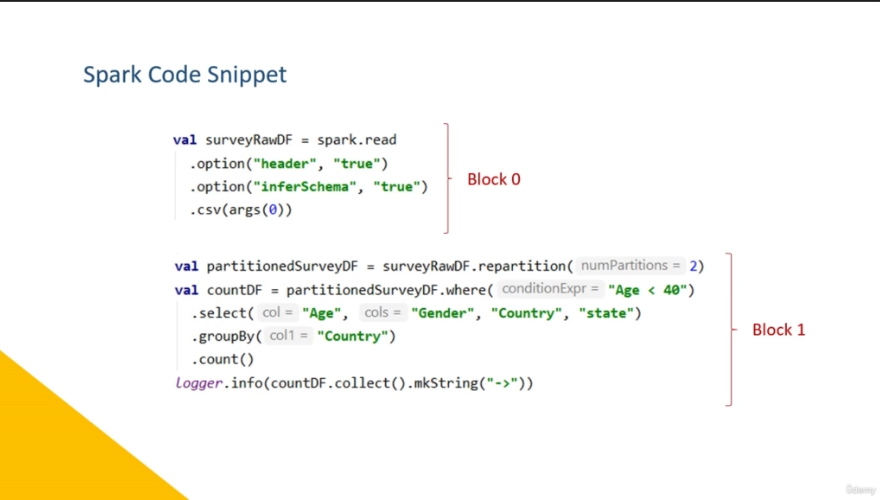 Spark Code Snippet
val surveyRawDF = spark.read
.option("header", "true")
.option("inferSchema", "true")
.csv(args(0))
Block 0
val partitionedSurveyDF = surveyRawDF.repartition( numPartitions = 2)
val countDF = partitionedSurveyDF.where( conditionExpr = "Age < 40")
.select( col = "Age", cols = "Gender", "Country", "state")
.groupBy( col1 = "Country")
.count()
logger.info(countDF.collect().mkString("->"))
Block 1
Udemy